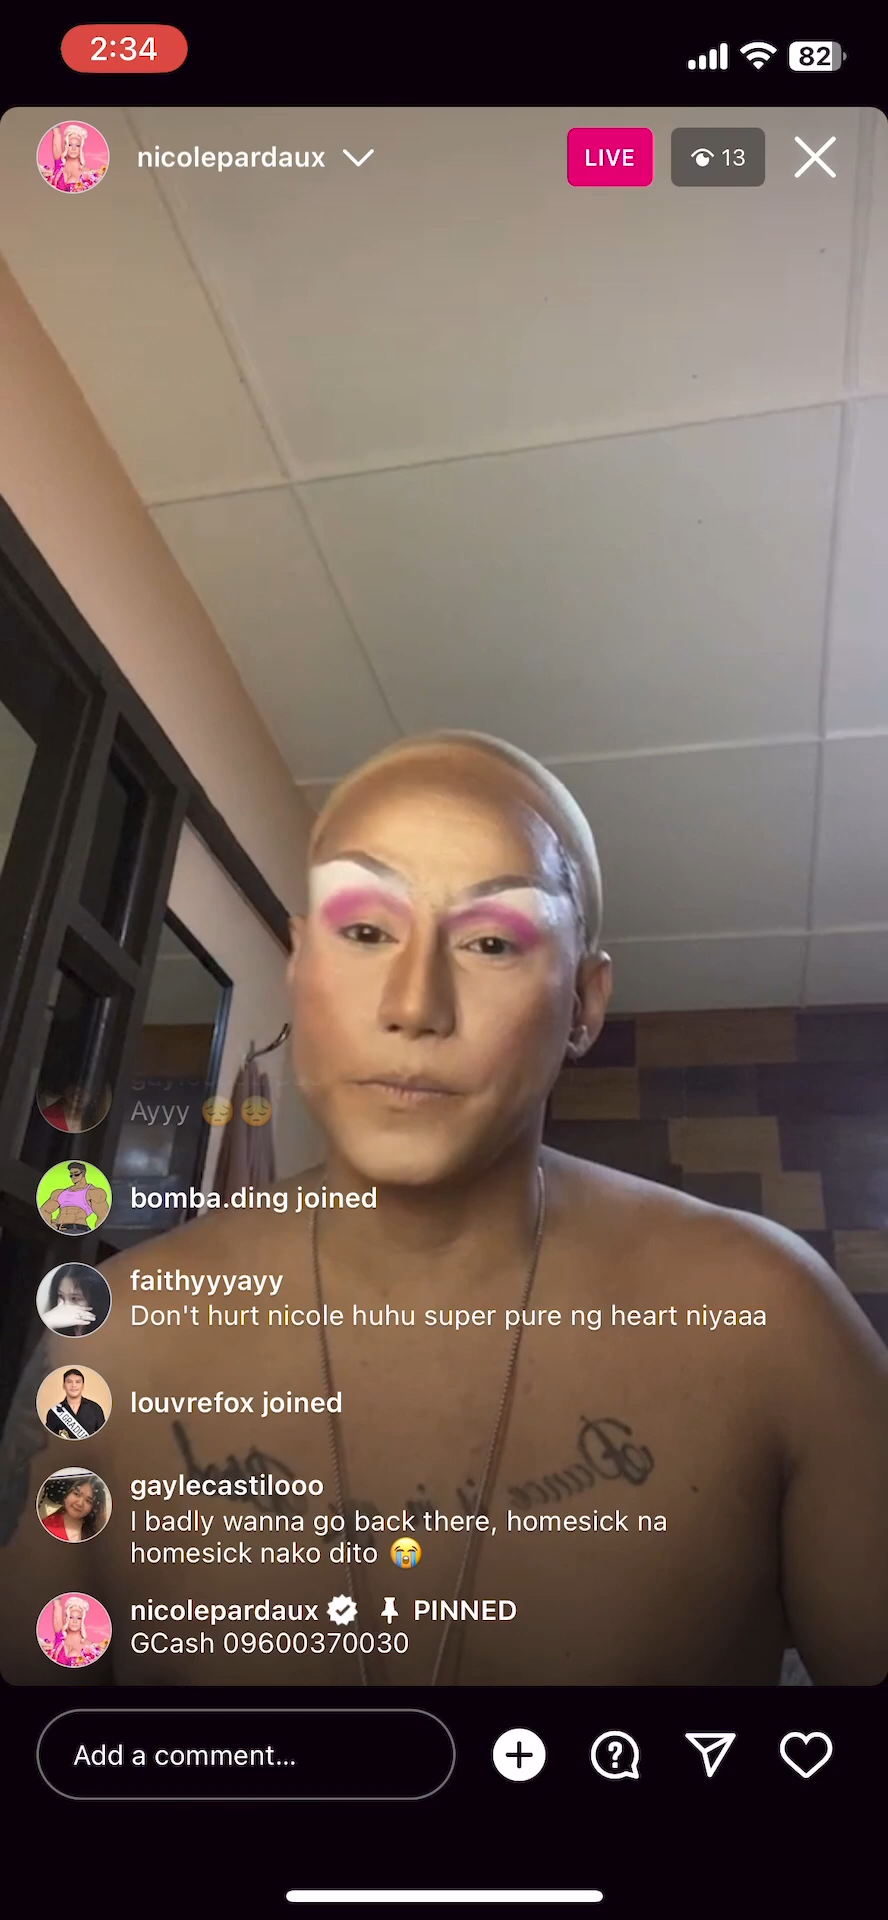 2:34
82
nicolepardaux
LIVE
13
Ayyy 😔😔
bomba.ding joined
faithyyyayy
Don't hurt nicole huhu super pure ng heart niyaaa
louvrefox joined
gaylecastilooo
I badly wanna go back there, homesick na
homesick nako dito 😭
nicolepardaux PINNED
GCash 09600370030
Add a comment...